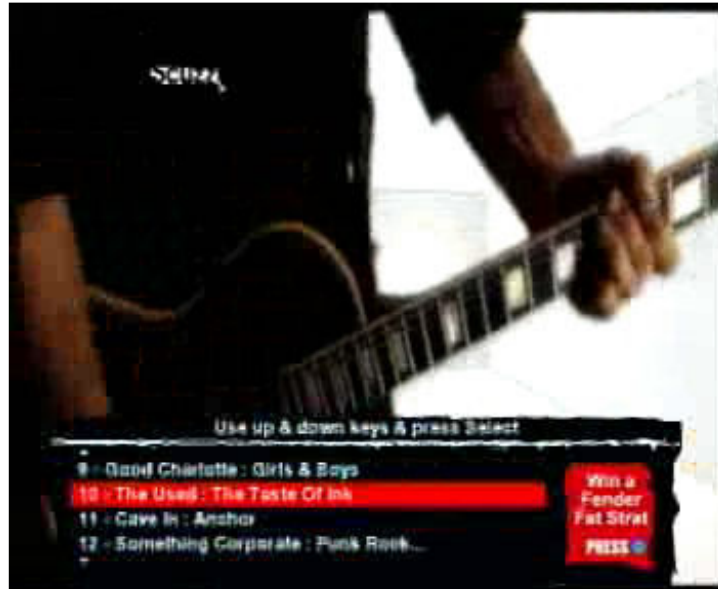 SCUZZ
Use up & down keys & press Select
9 - Good Charlotte : Girls & Boys
10 - The Used : The Taste Of Ink
11 - Cave In : Anchor
12 - Something Corporate : Punk Rock...
Win a
Fender
Fat Strat
PRESS